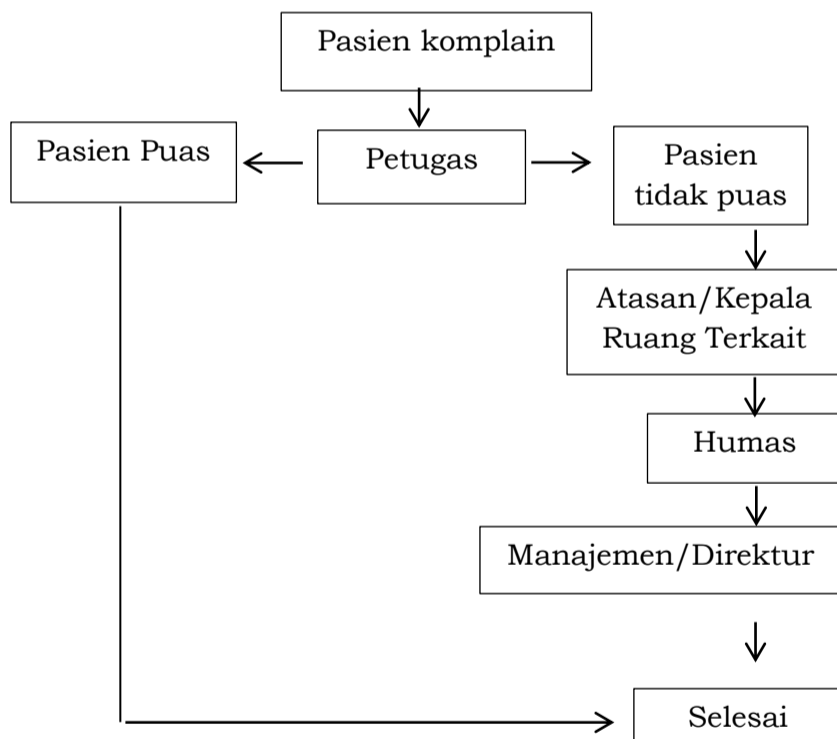 Pasien komplain
Pasien Puas
Petugas
Pasien
tidak puas
Atasan/Kepala
Ruang Terkait
Humas
Manajemen/Direktur
Selesai